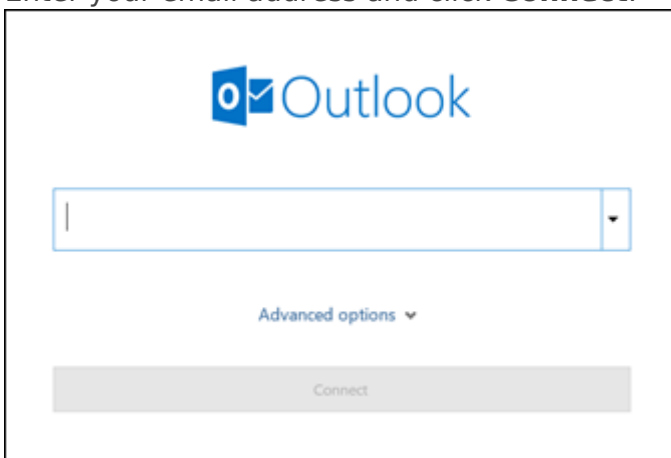 Enter your email address and click Connect.
Outlook
Advanced options
Connect